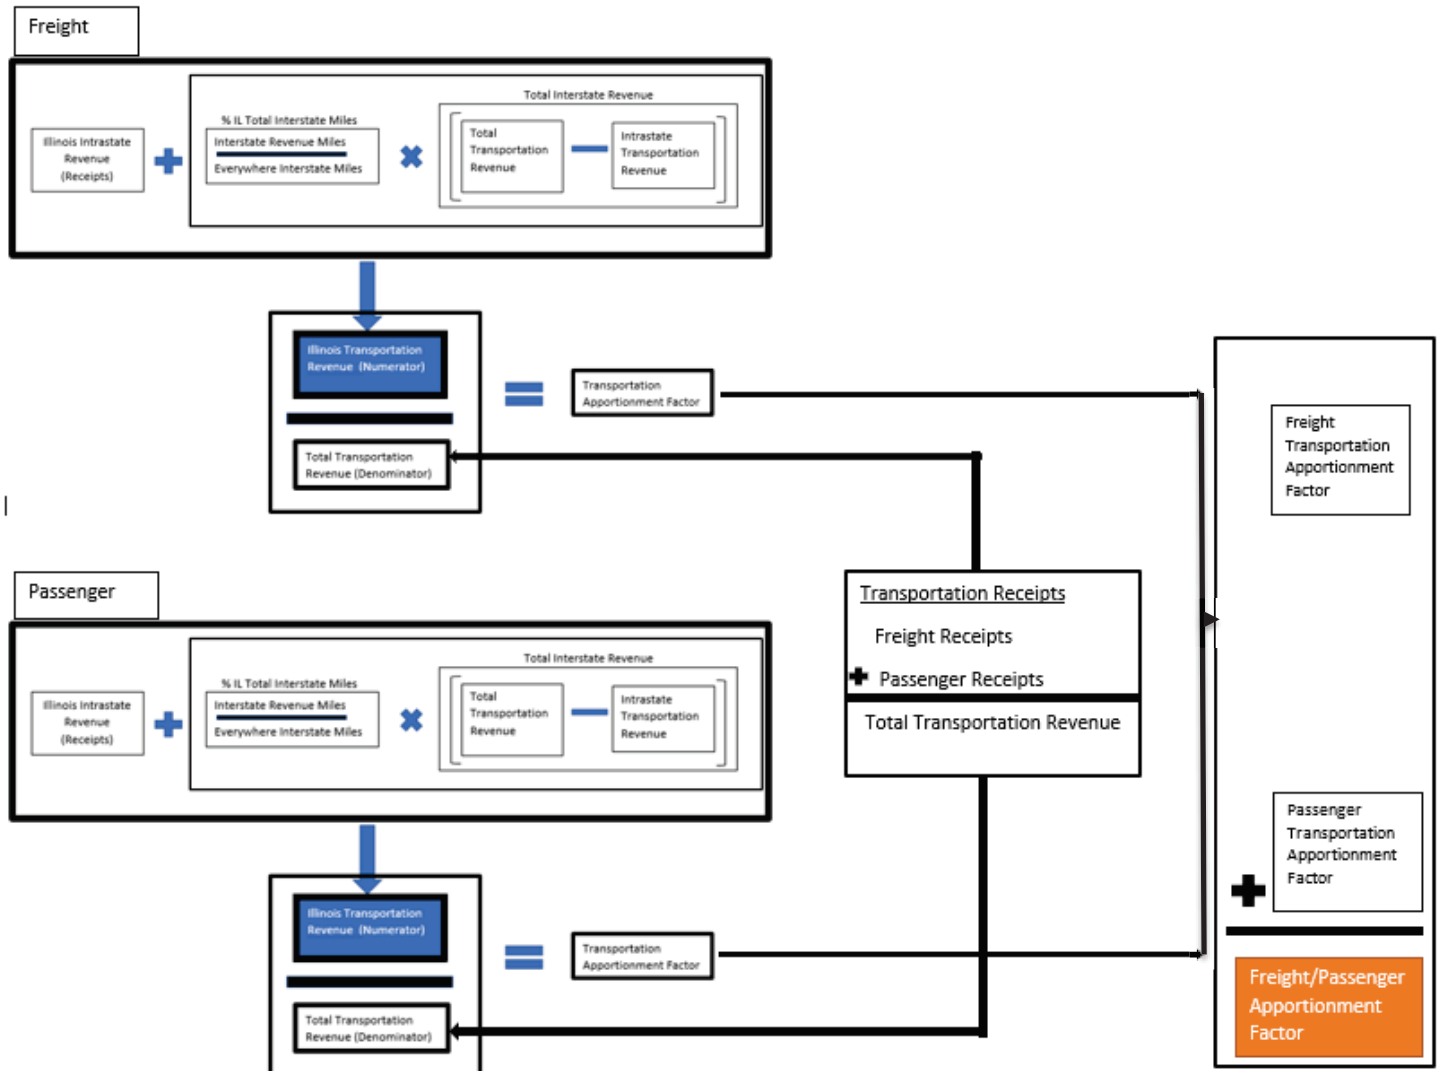 Freight
Total Interstate Revenue
% IL Total Interstate Miles
Illinois Intrastate
Revenue
(Receipts)
Interstate Revenue Miles
Everywhere Interstate Miles
Total
Transportation
Revenue
Intrastate
Transportation
Revenue
Illinois Transportation
Revenue (Numerator)
Total Transportation
Revenue (Denominator)
Transportation
Apportionment Factor
Passenger
Total Interstate Revenue
% IL Total Interstate Miles
Illinois Intrastate
Revenue
(Receipts)
Interstate Revenue Miles
Everywhere Interstate Miles
Total
Transportation
Revenue
Intrastate
Transportation
Revenue
Illinois Transportation
Revenue (Numerator)
Total Transportation
Revenue (Denominator)
Transportation
Apportionment Factor
Transportation Receipts
Freight Receipts
Passenger Receipts
Total Transportation Revenue
Freight
Transportation
Apportionment
Factor
Passenger
Transportation
Apportionment
Factor
Freight/Passenger
Apportionment
Factor